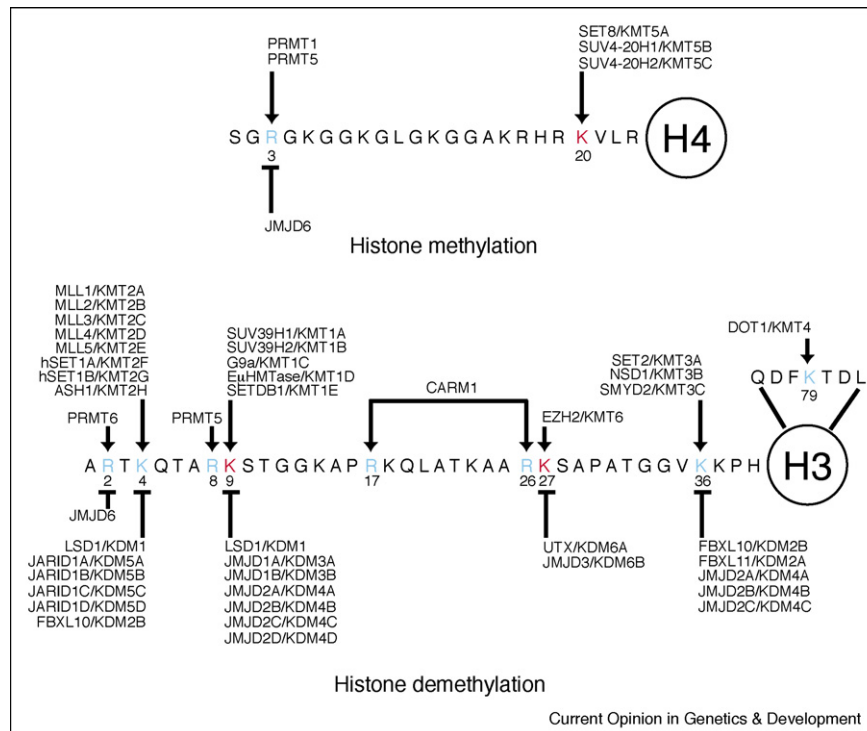 PRMT1
PRMT5
SET8/KMT5A
SUV4-20H1/KMT5B
SUV4-20H2/KMT5C
S G R G K G G K G L G K G G A K R H R K V L R H4
3 20
JMJD6
Histone methylation
MLL1/KMT2A
MLL2/KMT2B
MLL3/KMT2C
MLL4/KMT2D
MLL5/KMT2E
hSET1A/KMT2F
hSET1B/KMT2G
ASH1/KMT2H
PRMT6
SUV39H1/KMT1A
SUV39H2/KMT1B
G9a/KMT1C
EµHMTase/KMT1D
SETDB1/KMT1E
PRMT5
CARM1
EZH2/KMT6
SET2/KMT3A
NSD1/KMT3B
SMYD2/KMT3C
DOT1/KMT4
Q D F K T D L
79
A R T K Q T A R K S T G G K A P R K Q L A T K A A R K S A P A T G G V K K P H H3
2 4 8 9 17 26 27 36
JMJD6
LSD1/KDM1
JARID1A/KDM5A
JARID1B/KDM5B
JARID1C/KDM5C
JARID1D/KDM5D
FBXL10/KDM2B
LSD1/KDM1
JMJD1A/KDM3A
JMJD1B/KDM3B
JMJD2A/KDM4A
JMJD2B/KDM4B
JMJD2C/KDM4C
JMJD2D/KDM4D
UTX/KDM6A
JMJD3/KDM6B
FBXL10/KDM2B
FBXL11/KDM2A
JMJD2A/KDM4A
JMJD2B/KDM4B
JMJD2C/KDM4C
Histone demethylation
Current Opinion in Genetics & Development